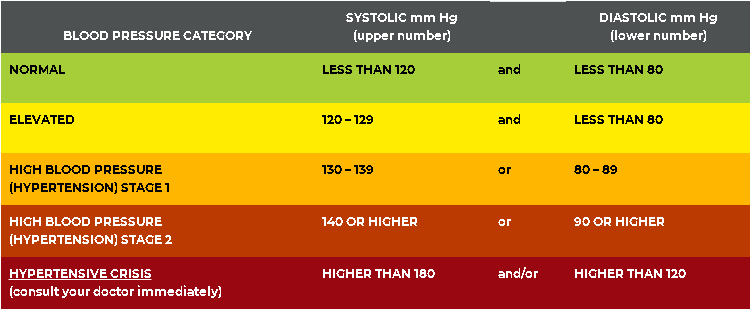 BLOOD PRESSURE CATEGORY SYSTOLIC mm Hg (upper number) DIASTOLIC mm Hg (lower number)
NORMAL LESS THAN 120 and LESS THAN 80
ELEVATED 120 – 129 and LESS THAN 80
HIGH BLOOD PRESSURE (HYPERTENSION) STAGE 1 130 – 139 or 80 – 89
HIGH BLOOD PRESSURE (HYPERTENSION) STAGE 2 140 OR HIGHER or 90 OR HIGHER
HYPERTENSIVE CRISIS (consult your doctor immediately) HIGHER THAN 180 and/or HIGHER THAN 120